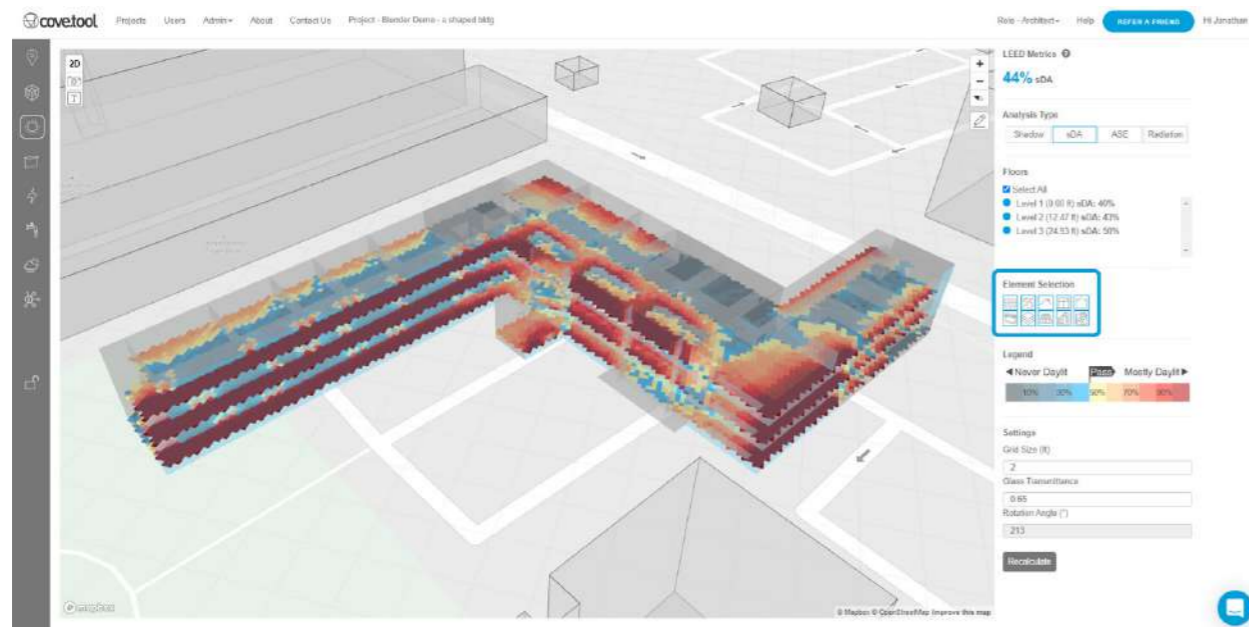 cove.tool
Projects Users Admin About Contact Us Project - Blender Demo - a shaped bldg
Role - Architect Help REFER A FRIEND Hi Jonathan
2D
LEED Metrics
44% sDA
Analysis Type
Shadow sDA ASE Radiation
Floors
Select All
Level 1 (0.00 ft) sDA: 40%
Level 2 (12.47 ft) sDA: 43%
Level 3 (24.93 ft) sDA: 50%
Element Selection
Legend
Never Daylit Pass Mostly Daylit
10% 30% 50% 70% 90%
Settings
Grid Size (ft)
2
Glass Transmittance
0.65
Rotation Angle (°)
213
Recalculate
mapbox
© Mapbox © OpenStreetMap Improve this map